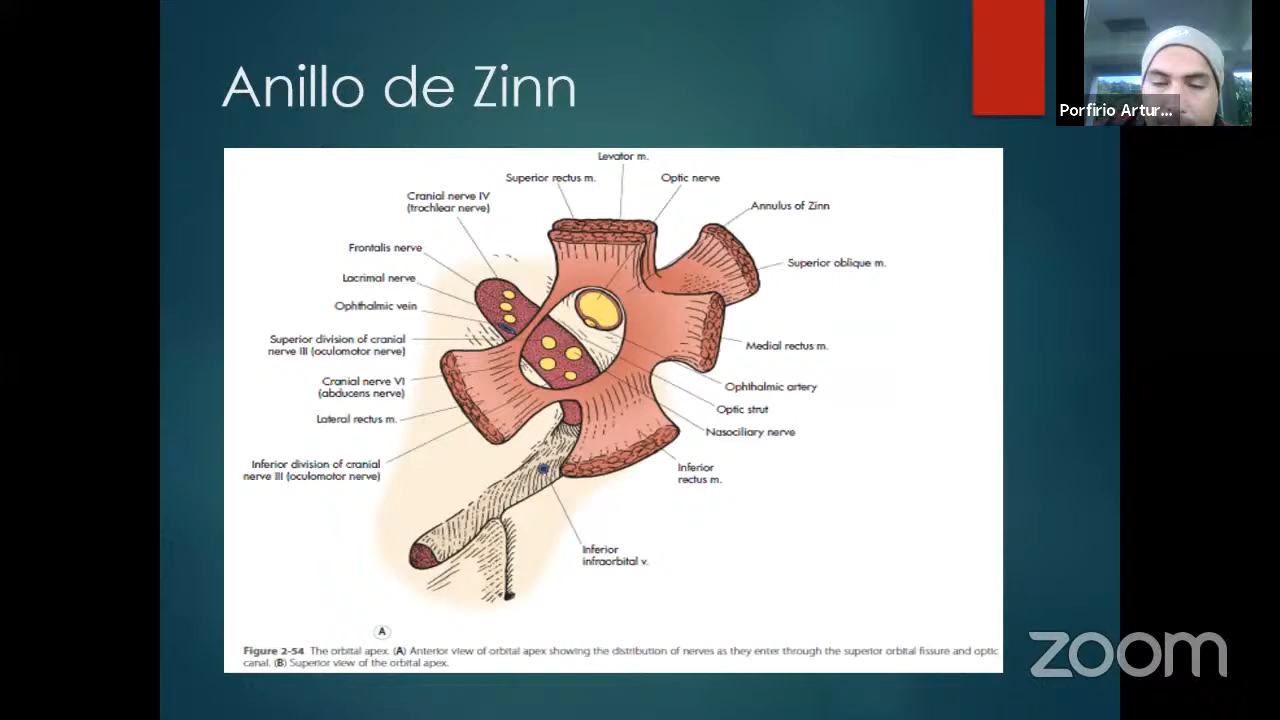 Anillo de Zinn
Porfirio Artur...
Levator m.
Superior rectus m.
Optic nerve
Cranial nerve IV
(trochlear nerve)
Annulus of Zinn
Frontalis nerve
Superior oblique m.
Lacrimal nerve
Ophthalmic vein
Superior division of cranial
nerve III (oculomotor nerve)
Medial rectus m.
Cranial nerve VI
(abducens nerve)
Ophthalmic artery
Optic strut
Lateral rectus m.
Nasociliary nerve
Inferior division of cranial
nerve III (oculomotor nerve)
Inferior
rectus m.
Inferior
infraorbital v.
A
Figure 2-54 The orbital apex. (A) Anterior view of orbital apex showing the distribution of nerves as they enter through the superior orbital fissure and optic
canal. (B) Superior view of the orbital apex.
zoom